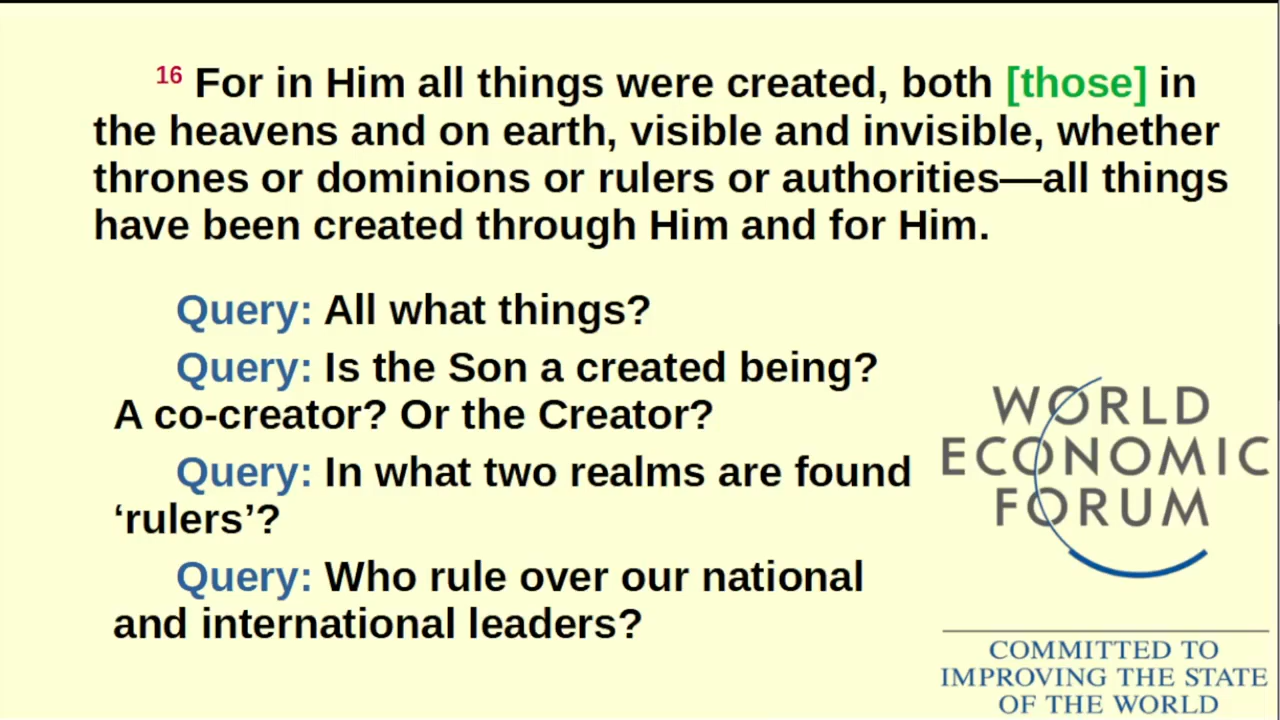 16 For in Him all things were created, both [those] in
the heavens and on earth, visible and invisible, whether
thrones or dominions or rulers or authorities—all things
have been created through Him and for Him.
Query: All what things?
Query: Is the Son a created being?
A co-creator? Or the Creator?
Query: In what two realms are found
‘rulers’?
Query: Who rule over our national
and international leaders?
WORLD
ECONOMIC
FORUM
COMMITTED TO
IMPROVING THE STATE
OF THE WORLD